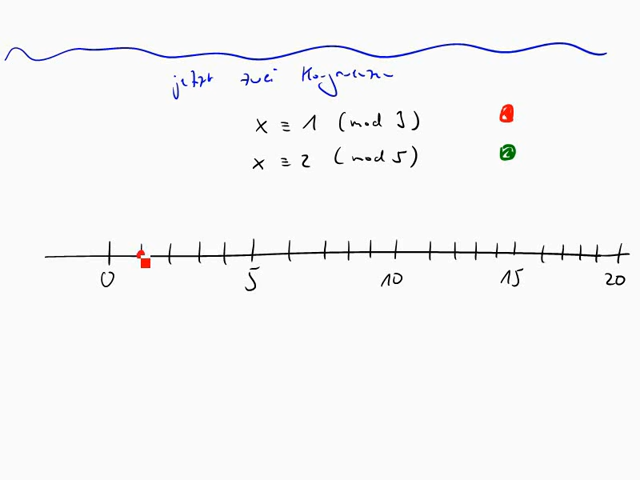 jetzt zwei Kongruenzen
x ≡ 1 (mod 3)
x ≡ 2 (mod 5)
0 5 10 15 20